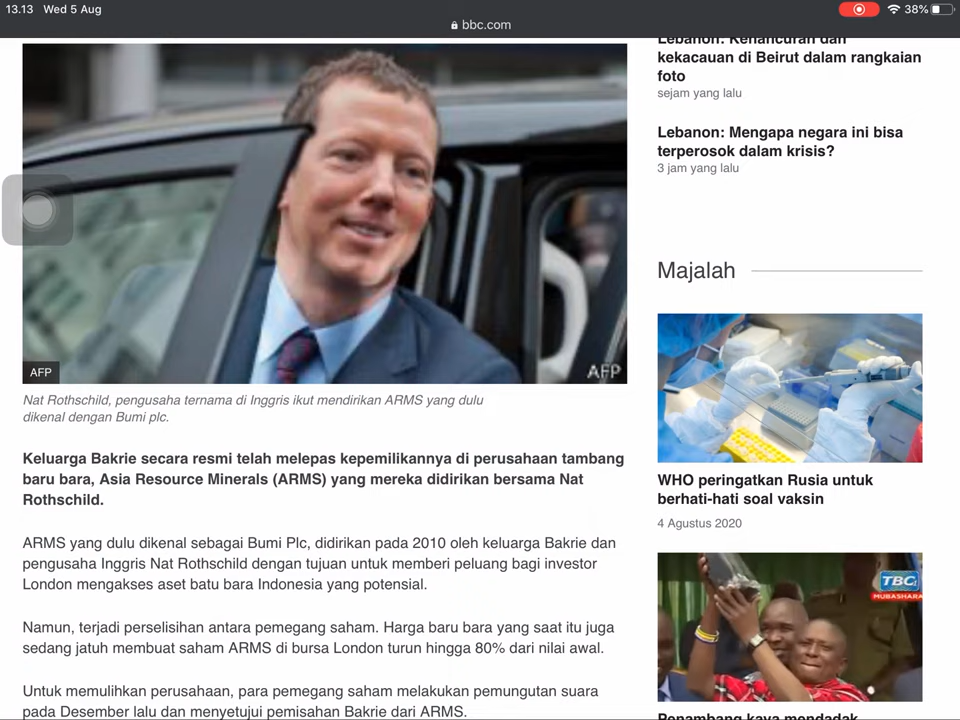 13.13 Wed 5 Aug
38%
bbc.com
AFP
AFP
Nat Rothschild, pengusaha ternama di Inggris ikut mendirikan ARMS yang dulu
dikenal dengan Bumi plc.
Keluarga Bakrie secara resmi telah melepas kepemilikannya di perusahaan tambang
baru bara, Asia Resource Minerals (ARMS) yang mereka didirikan bersama Nat
Rothschild.
ARMS yang dulu dikenal sebagai Bumi Plc, didirikan pada 2010 oleh keluarga Bakrie dan
pengusaha Inggris Nat Rothschild dengan tujuan untuk memberi peluang bagi investor
London mengakses aset batu bara Indonesia yang potensial.
Namun, terjadi perselisihan antara pemegang saham. Harga baru bara yang saat itu juga
sedang jatuh membuat saham ARMS di bursa London turun hingga 80% dari nilai awal.
Untuk memulihkan perusahaan, para pemegang saham melakukan pemungutan suara
pada Desember lalu dan menyetujui pemisahan Bakrie dari ARMS.
Lebanon: Kehancuran dan
kekacauan di Beirut dalam rangkaian
foto
sejam yang lalu
Lebanon: Mengapa negara ini bisa
terperosok dalam krisis?
3 jam yang lalu
Majalah
WHO peringatkan Rusia untuk
berhati-hati soal vaksin
4 Agustus 2020
TBC1
MUBASHARA
Penambang kaya mendadak